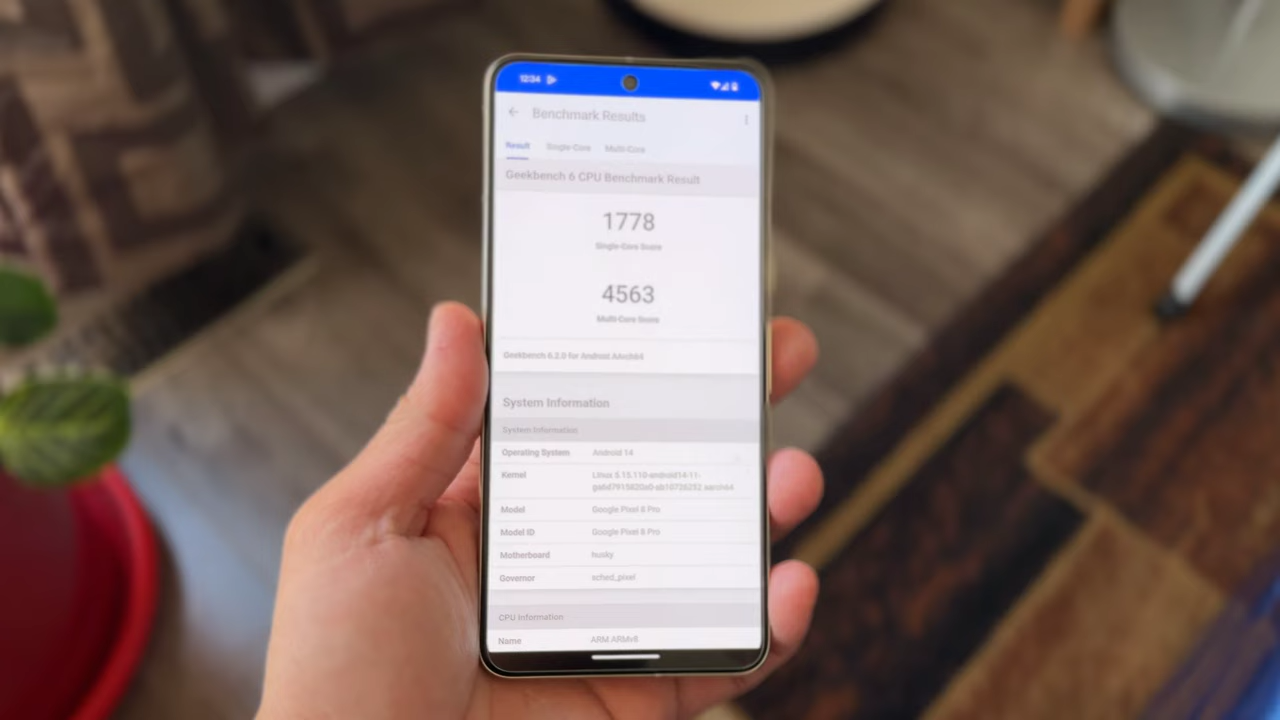 12:34
Benchmark Results
Result Single-Core Multi-Core
Geekbench 6 CPU Benchmark Result
1778
Single-Core Score
4563
Multi-Core Score
Geekbench 6.2.0 for Android AArch64
System Information
System Information
Operating System Android 14
Kernel Linux 5.15.110-android14-11-
Model Google Pixel 8 Pro
Model ID Google Pixel 8 Pro
Motherboard husky
Governor sched_pixel
CPU Information
Name ARM ARMv8